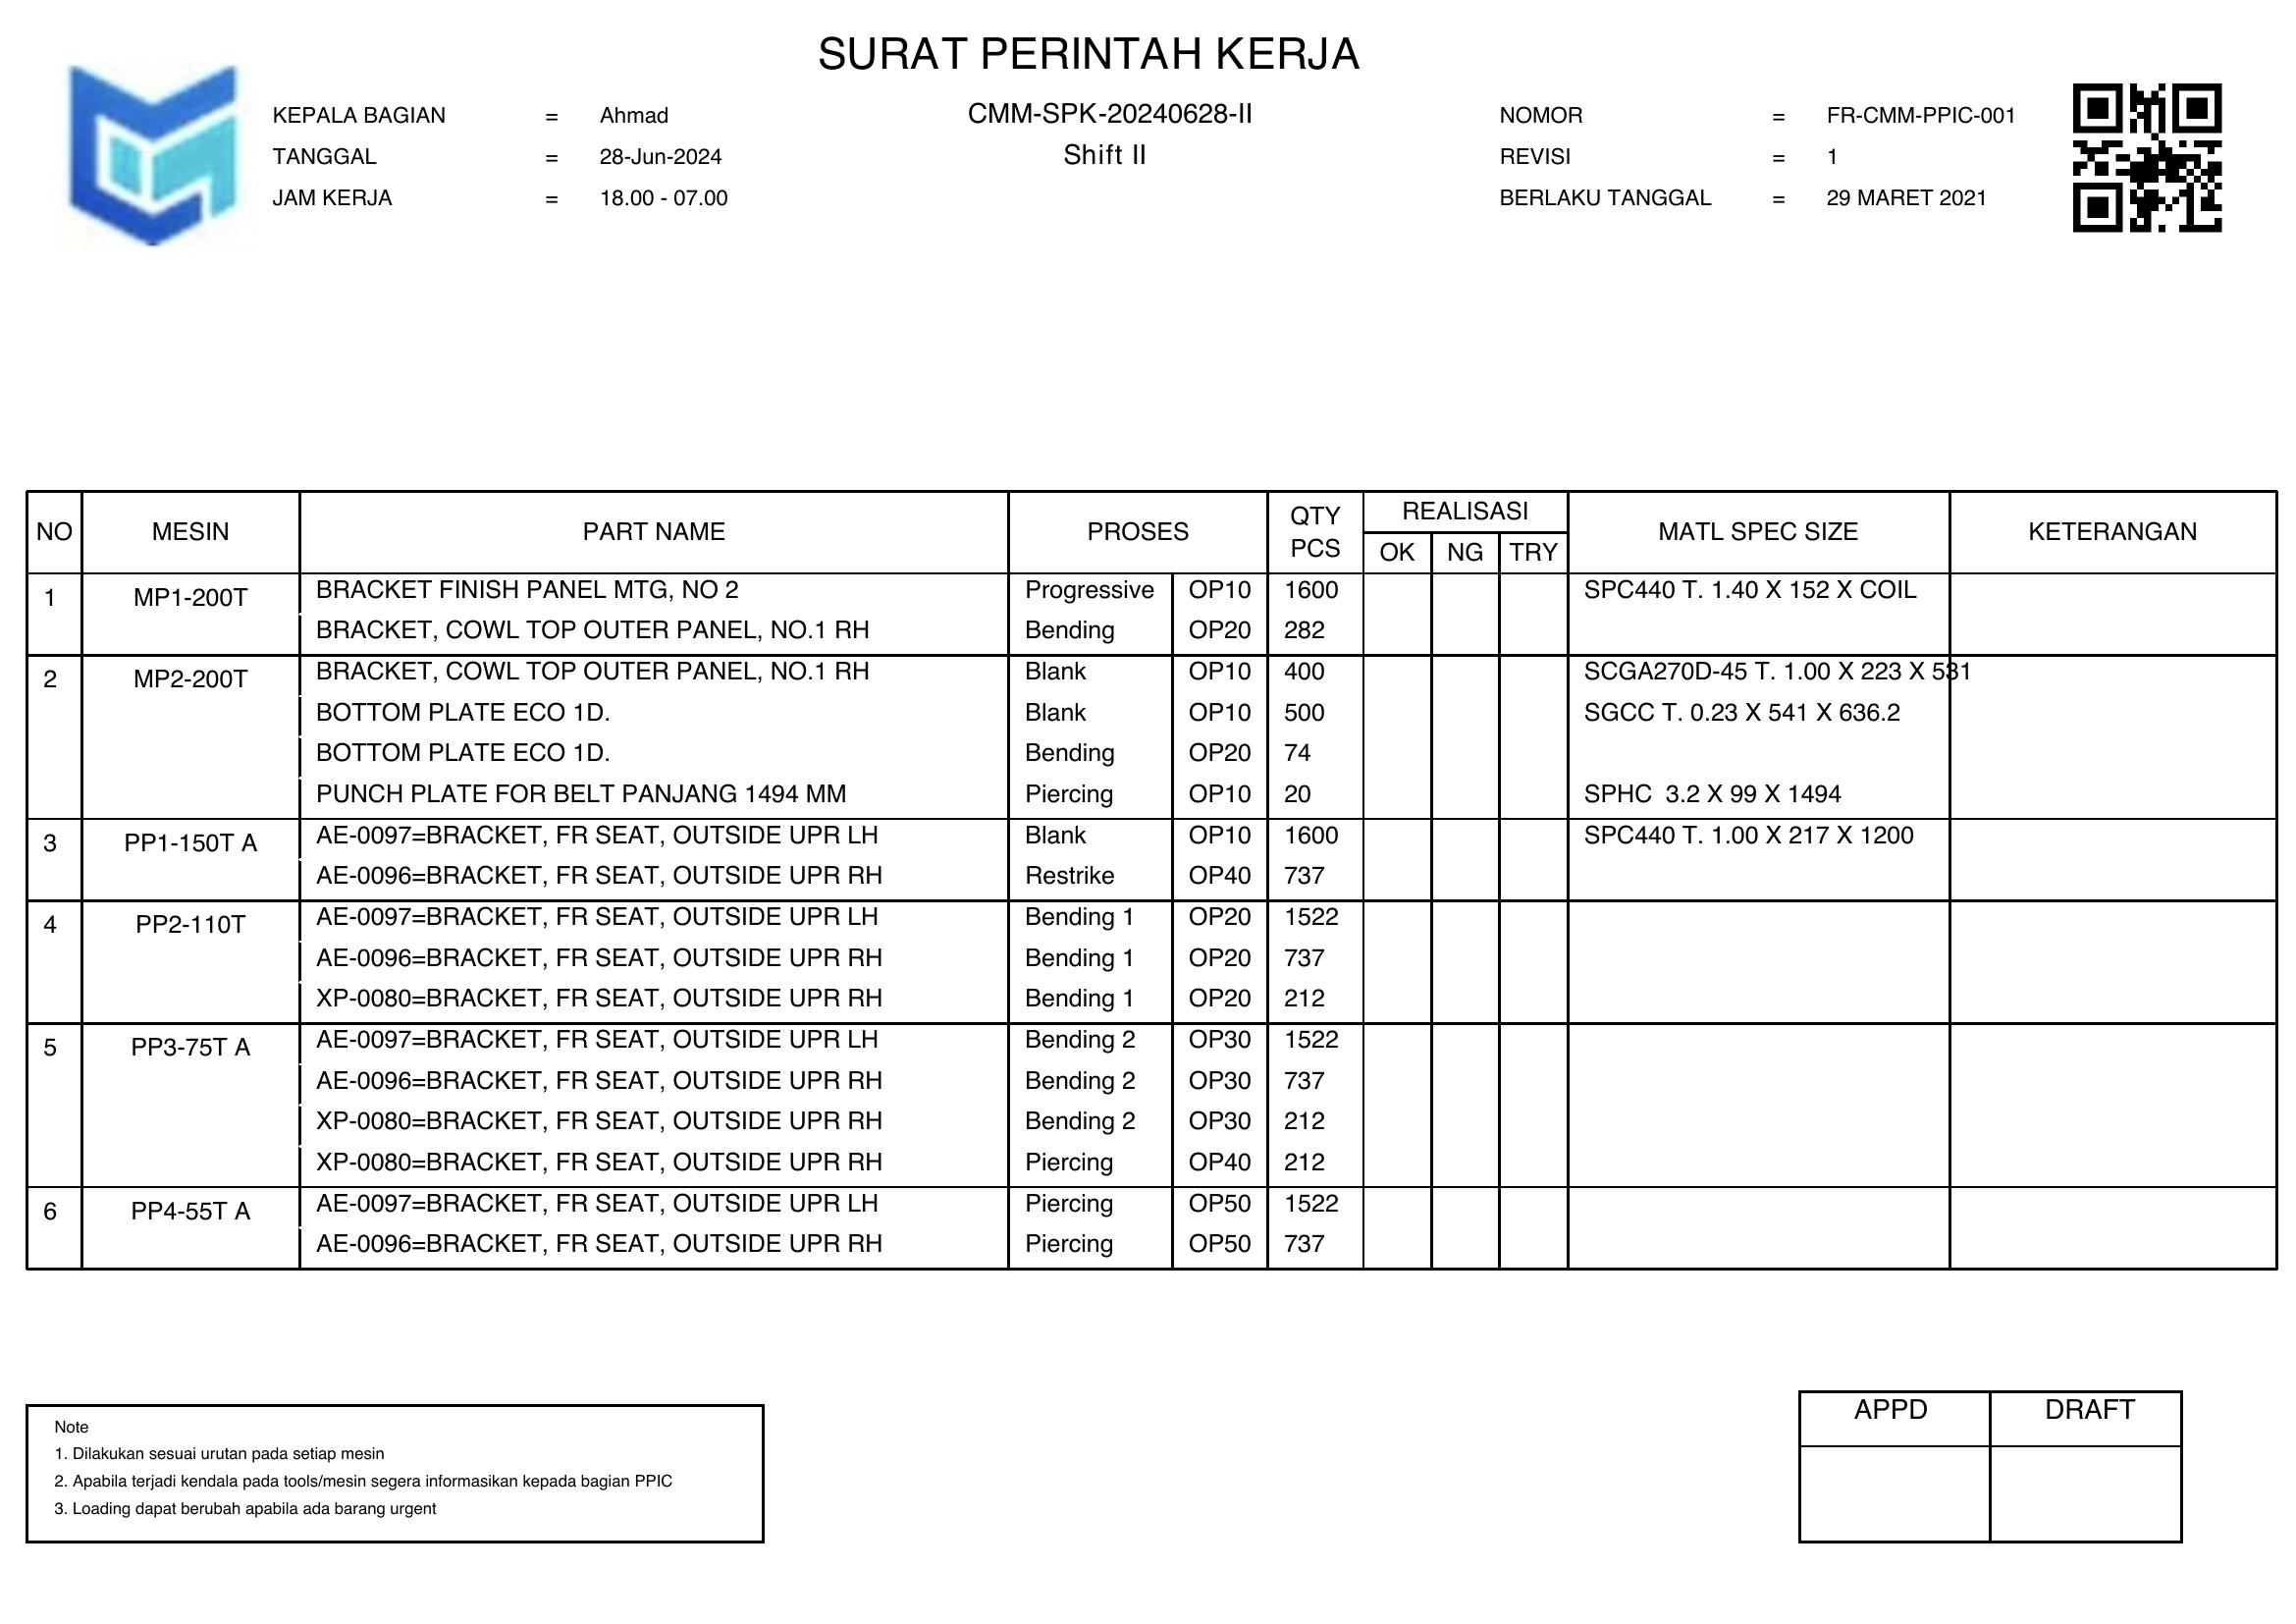 SURAT PERINTAH KERJA
KEPALA BAGIAN = Ahmad CMM-SPK-20240628-II NOMOR = FR-CMM-PPIC-001
TANGGAL = 28-Jun-2024 Shift II REVISI = 1
JAM KERJA = 18.00 - 07.00 BERLAKU TANGGAL = 29 MARET 2021
NO MESIN PART NAME PROSES QTY PCS REALISASI MATL SPEC SIZE KETERANGAN
OK NG TRY
1 MP1-200T BRACKET FINISH PANEL MTG, NO 2 Progressive OP10 1600 SPC440 T. 1.40 X 152 X COIL
BRACKET, COWL TOP OUTER PANEL, NO.1 RH Bending OP20 282
2 MP2-200T BRACKET, COWL TOP OUTER PANEL, NO.1 RH Blank OP10 400 SCGA270D-45 T. 1.00 X 223 X 531
BOTTOM PLATE ECO 1D. Blank OP10 500 SGCC T. 0.23 X 541 X 636.2
BOTTOM PLATE ECO 1D. Bending OP20 74
PUNCH PLATE FOR BELT PANJANG 1494 MM Piercing OP10 20 SPHC 3.2 X 99 X 1494
3 PP1-150T A AE-0097=BRACKET, FR SEAT, OUTSIDE UPR LH Blank OP10 1600 SPC440 T. 1.00 X 217 X 1200
AE-0096=BRACKET, FR SEAT, OUTSIDE UPR RH Restrike OP40 737
4 PP2-110T AE-0097=BRACKET, FR SEAT, OUTSIDE UPR LH Bending 1 OP20 1522
AE-0096=BRACKET, FR SEAT, OUTSIDE UPR RH Bending 1 OP20 737
XP-0080=BRACKET, FR SEAT, OUTSIDE UPR RH Bending 1 OP20 212
5 PP3-75T A AE-0097=BRACKET, FR SEAT, OUTSIDE UPR LH Bending 2 OP30 1522
AE-0096=BRACKET, FR SEAT, OUTSIDE UPR RH Bending 2 OP30 737
XP-0080=BRACKET, FR SEAT, OUTSIDE UPR RH Bending 2 OP30 212
XP-0080=BRACKET, FR SEAT, OUTSIDE UPR RH Piercing OP40 212
6 PP4-55T A AE-0097=BRACKET, FR SEAT, OUTSIDE UPR LH Piercing OP50 1522
AE-0096=BRACKET, FR SEAT, OUTSIDE UPR RH Piercing OP50 737
Note
1. Dilakukan sesuai urutan pada setiap mesin
2. Apabila terjadi kendala pada tools/mesin segera informasikan kepada bagian PPIC
3. Loading dapat berubah apabila ada barang urgent
APPD DRAFT